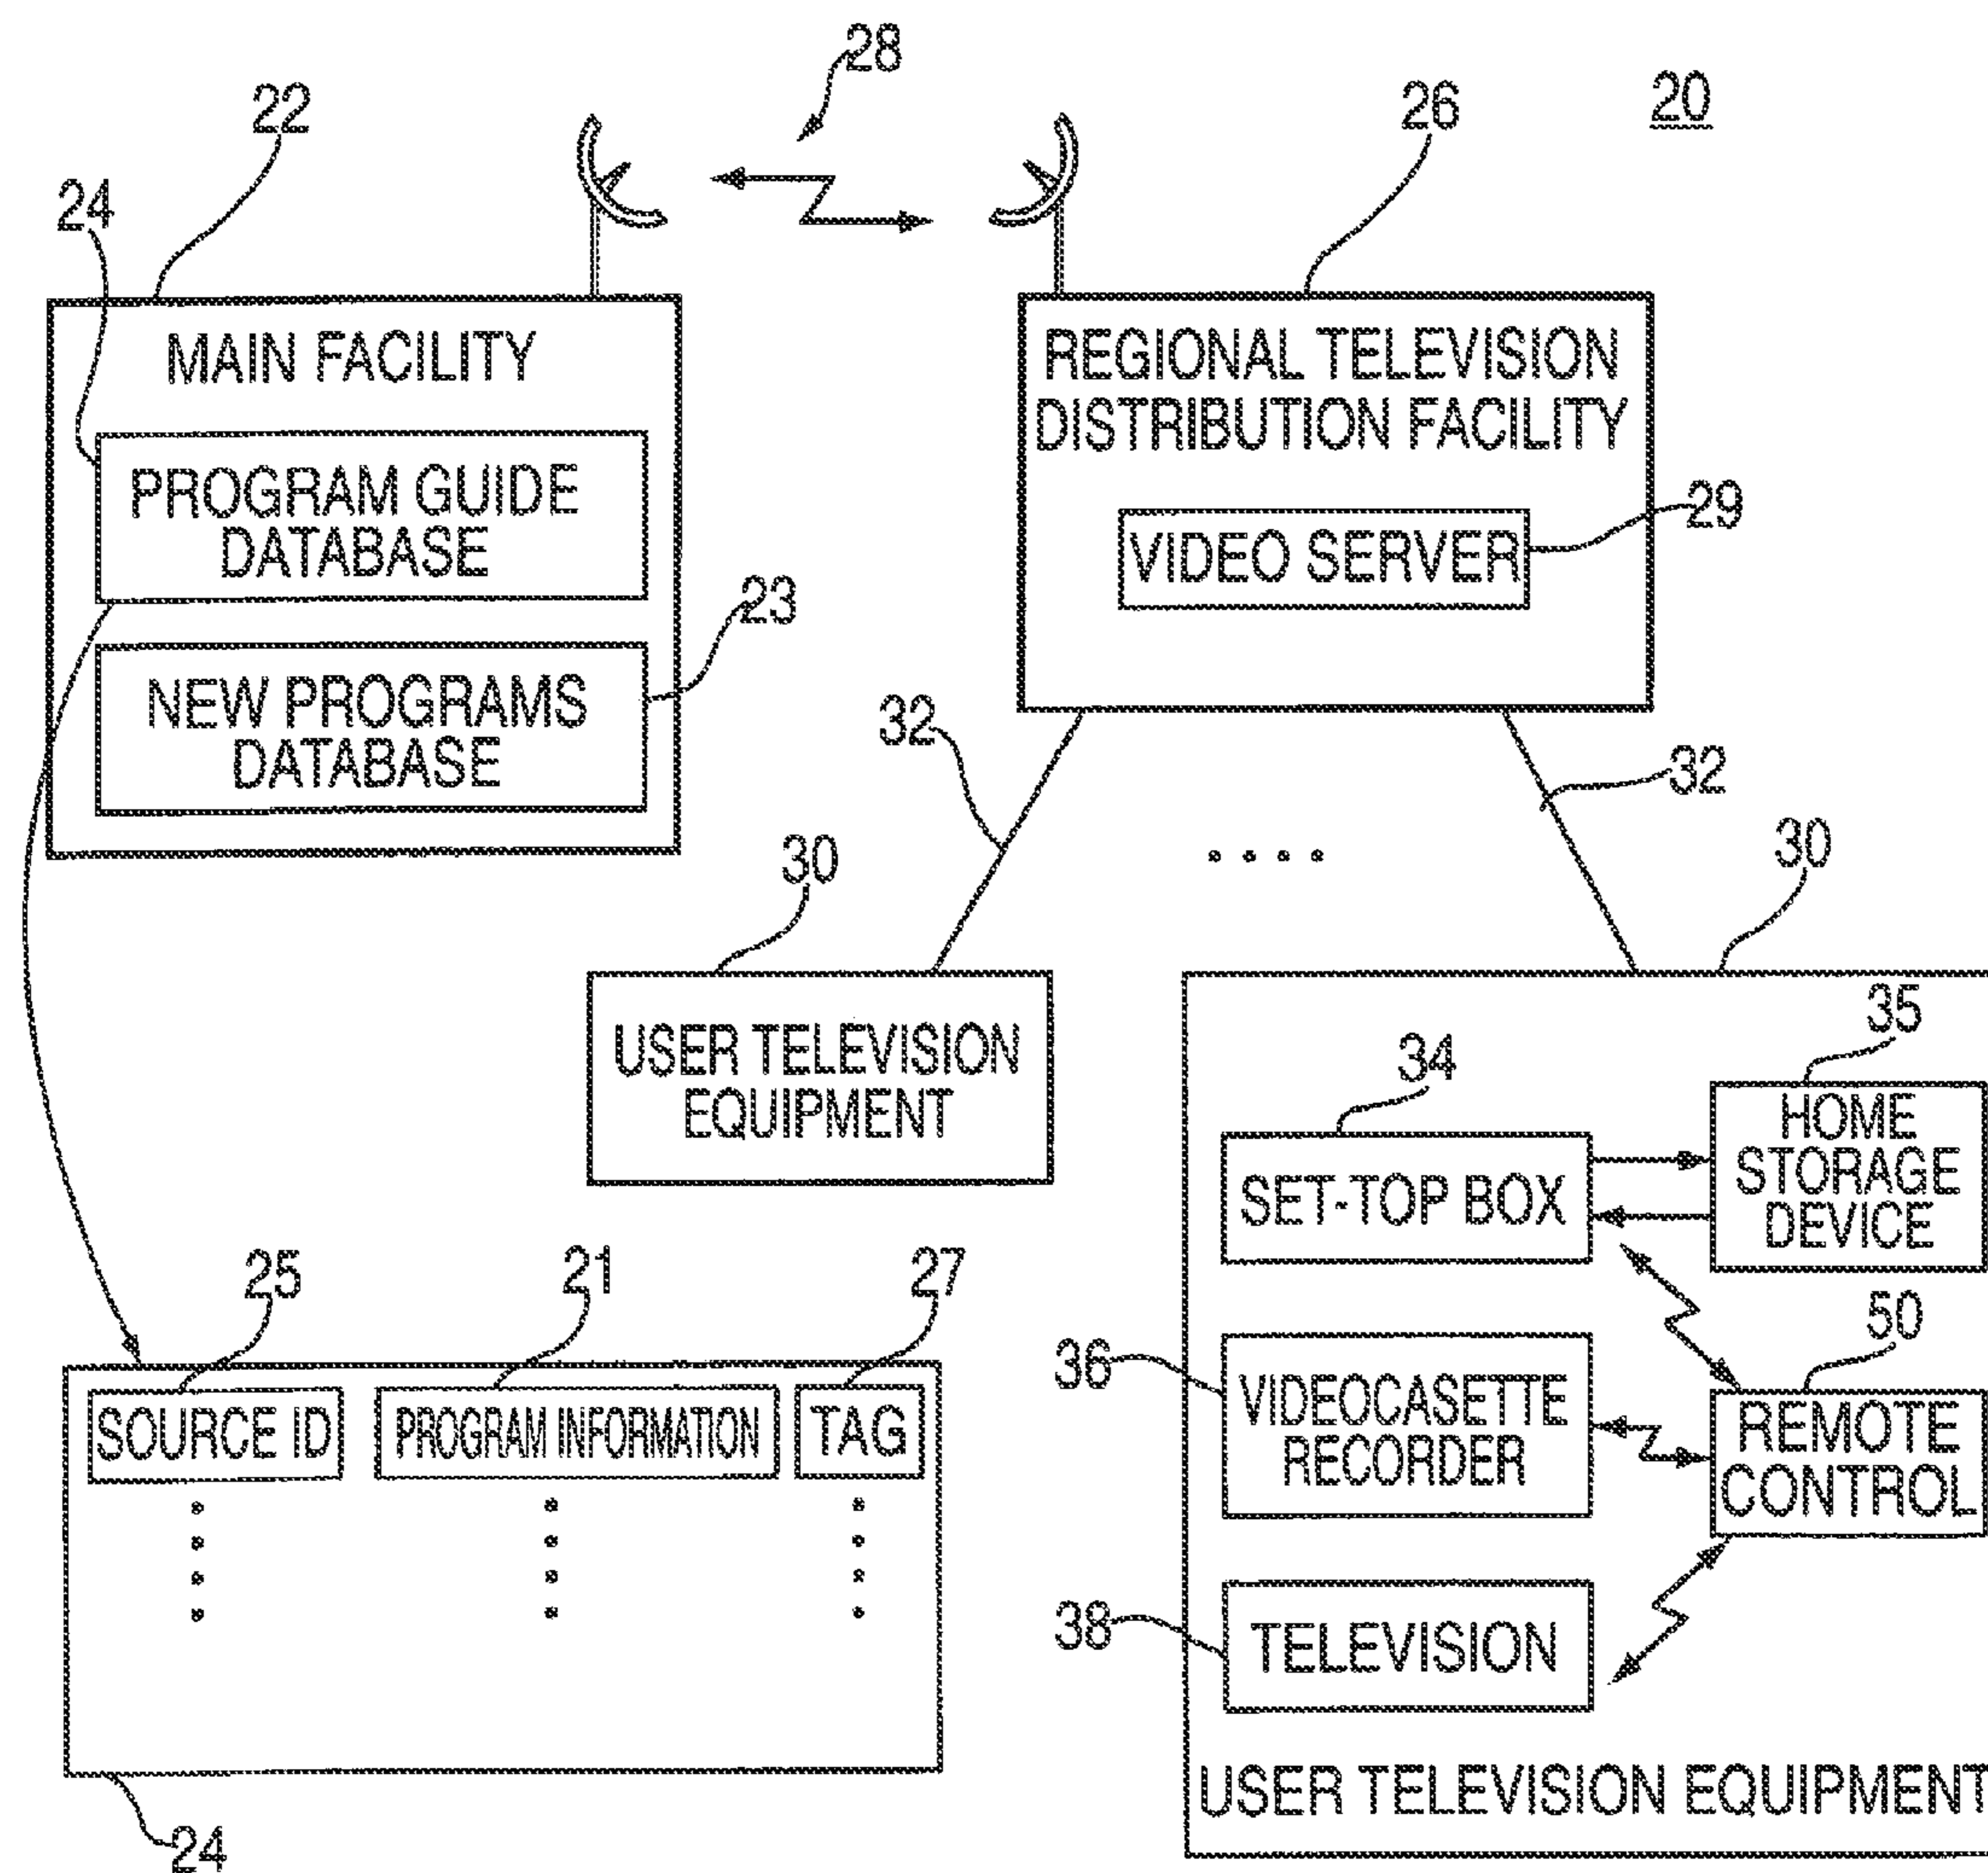 28
22
26
20
24
MAIN FACILITY
PROGRAM GUIDE
DATABASE
23
NEW PROGRAMS
DATABASE
REGIONAL TELEVISION
DISTRIBUTION FACILITY
29
VIDEO SERVER
32
32
30
30
USER TELEVISION
EQUIPMENT
34
35
SET-TOP BOX
HOME
STORAGE
DEVICE
25
21
27
SOURCE ID
PROGRAM INFORMATION
TAG
24
36
VIDEOCASETTE
RECORDER
50
REMOTE
CONTROL
38
TELEVISION
USER TELEVISION EQUIPMENT